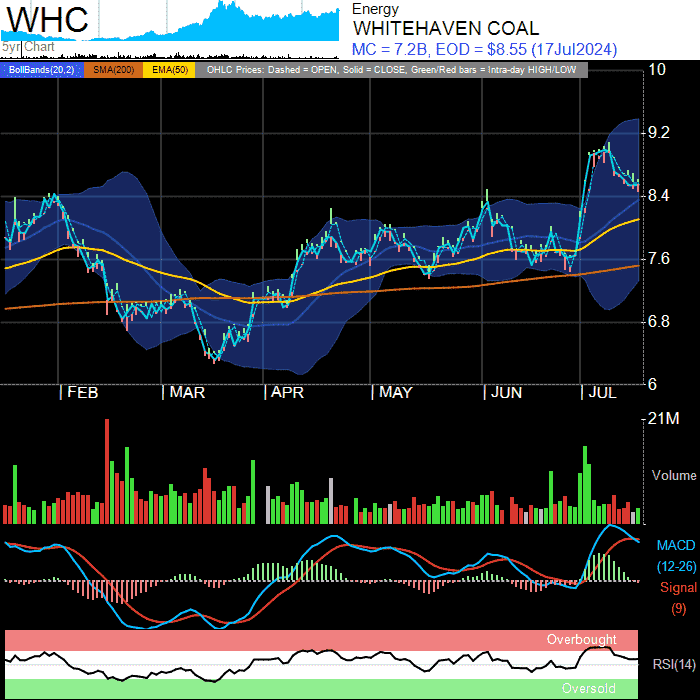 WHC
Energy
WHITEHAVEN COAL
5yr Chart
MC = 7.2B, EOD = $8.55 (17Jul2024)
BollBands(20,2) SMA(200) EMA(50) OHLC Prices: Dashed = OPEN, Solid = CLOSE, Green/Red bars = Intra-day HIGH/LOW
10
9.2
8.4
7.6
6.8
6
FEB MAR APR MAY JUN JUL
21M
Volume
MACD
(12-26)
Signal
(9)
Overbought
RSI(14)
Oversold